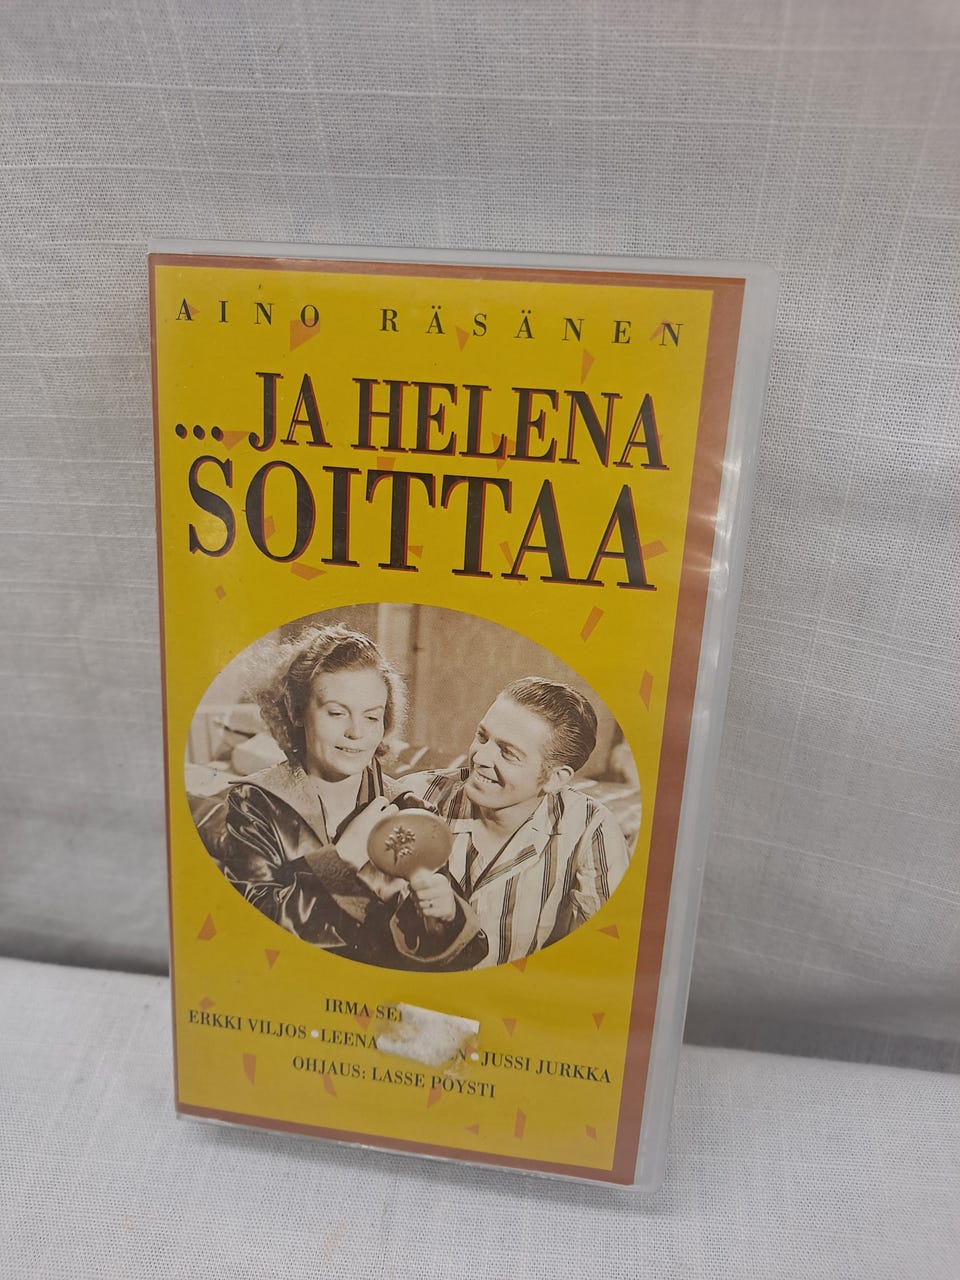 AINO RÄSÄNEN
... JA HELENA
SOITTAA
IRMA
ERKKI VILJOS • LEENA • JUSSI JURKKA
OHJAUS: LASSE PÖYSTI